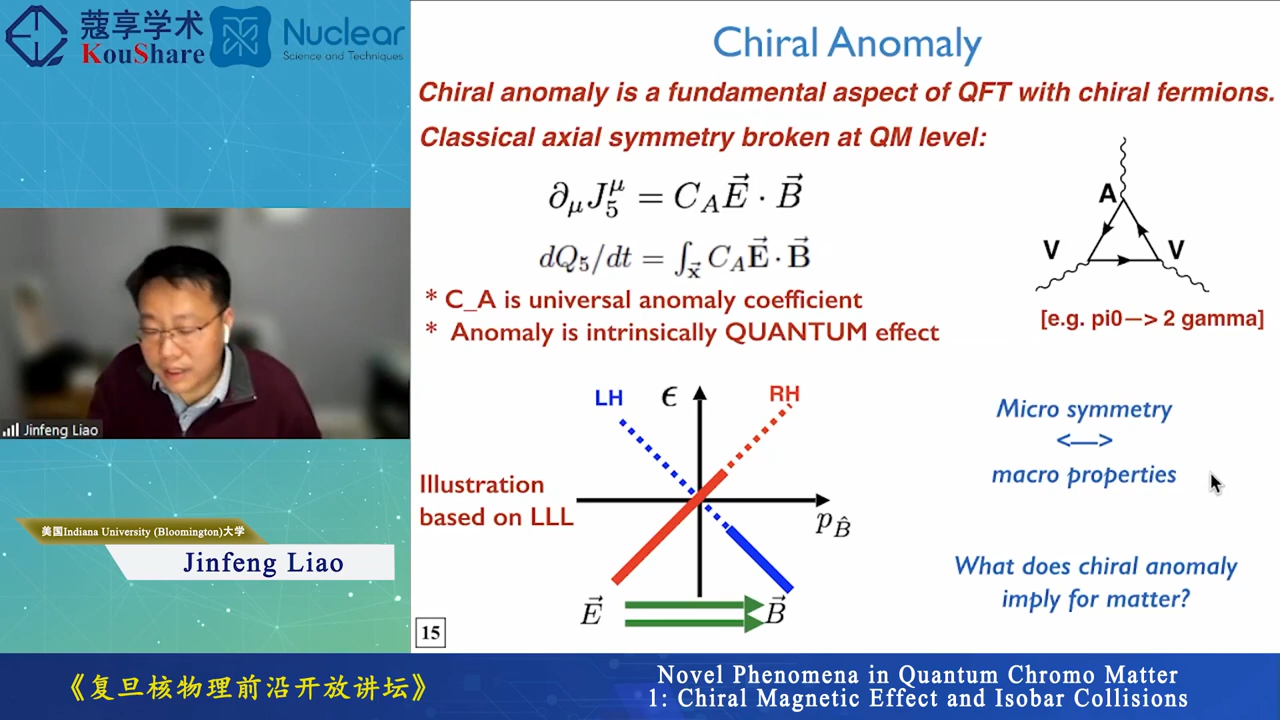 蔻享学术
KouShare
Nuclear
Science and Techniques
Chiral Anomaly
Chiral anomaly is a fundamental aspect of QFT with chiral fermions.
Classical axial symmetry broken at QM level:
∂_μ J_5^μ = C_A E⃗ · B⃗
dQ_5/dt = ∫_x⃗ C_A E⃗ · B⃗
* C_A is universal anomaly coefficient
* Anomaly is intrinsically QUANTUM effect
A
V V
[e.g. pi0—> 2 gamma]
LH ϵ RH
Illustration
based on LLL
p_B̂
E⃗ B⃗
Micro symmetry
<—>
macro properties
What does chiral anomaly
imply for matter?
15
Jinfeng Liao
美国Indiana University (Bloomington)大学
Jinfeng Liao
《复旦核物理前沿开放讲坛》
Novel Phenomena in Quantum Chromo Matter
1: Chiral Magnetic Effect and Isobar Collisions